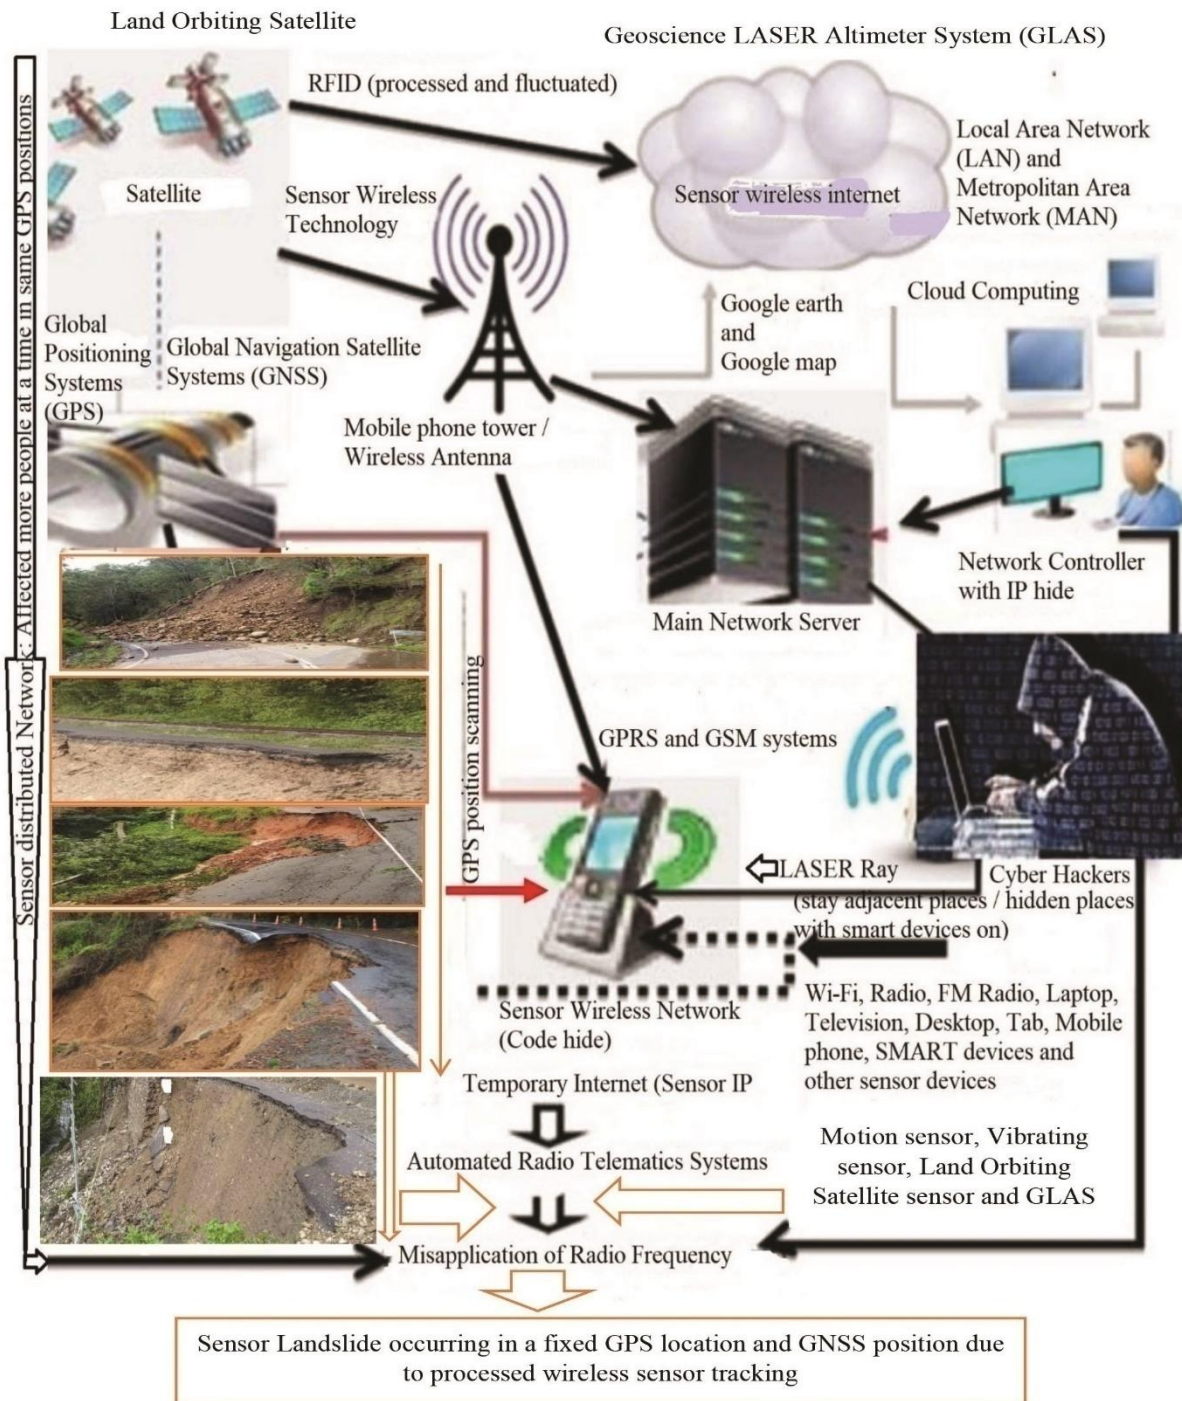 Land Orbiting Satellite
Geoscience LASER Altimeter System (GLAS)
RFID (processed and fluctuated)
Local Area Network
(LAN) and
Metropolitan Area
Network (MAN)
Satellite
Sensor Wireless
Technology
Sensor wireless internet
Global
Positioning
Systems
(GPS)
Global Navigation Satellite
Systems (GNSS)
Google earth
and
Google map
Cloud Computing
Mobile phone tower /
Wireless Antenna
Network Controller
with IP hide
Main Network Server
Sensor distributed Network: Affected more people at a time in same GPS positions
GPS position scanning
GPRS and GSM systems
LASER Ray
Cyber Hackers
(stay adjacent places / hidden places
with smart devices on)
Sensor Wireless Network
(Code hide)
Wi-Fi, Radio, FM Radio, Laptop,
Television, Desktop, Tab, Mobile
phone, SMART devices and
other sensor devices
Temporary Internet (Sensor IP
Automated Radio Telematics Systems
Motion sensor, Vibrating
sensor, Land Orbiting
Satellite sensor and GLAS
Misapplication of Radio Frequency
Sensor Landslide occurring in a fixed GPS location and GNSS position due
to processed wireless sensor tracking